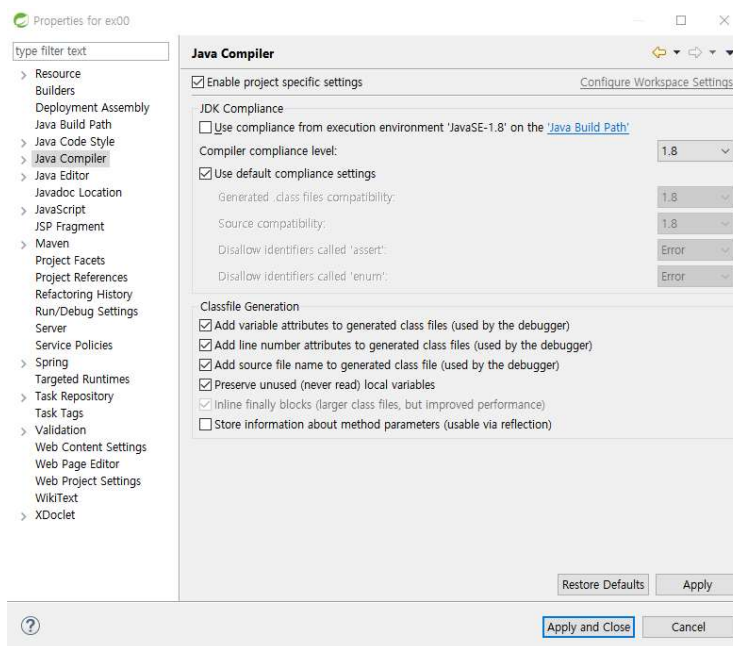 Properties for ex00
type filter text
Resource
Builders
Deployment Assembly
Java Build Path
Java Code Style
Java Compiler
Java Editor
Javadoc Location
JavaScript
JSP Fragment
Maven
Project Facets
Project References
Refactoring History
Run/Debug Settings
Server
Service Policies
Spring
Targeted Runtimes
Task Repository
Task Tags
Validation
Web Content Settings
Web Page Editor
Web Project Settings
WikiText
XDoclet
Java Compiler
Enable project specific settings Configure Workspace Settings
JDK Compliance
Use compliance from execution environment 'JavaSE-1.8' on the 'Java Build Path'
Compiler compliance level: 1.8
Use default compliance settings
Generated .class files compatibility: 1.8
Source compatibility: 1.8
Disallow identifiers called 'assert': Error
Disallow identifiers called 'enum': Error
Classfile Generation
Add variable attributes to generated class files (used by the debugger)
Add line number attributes to generated class files (used by the debugger)
Add source file name to generated class file (used by the debugger)
Preserve unused (never read) local variables
Inline finally blocks (larger class files, but improved performance)
Store information about method parameters (usable via reflection)
Restore Defaults Apply
? Apply and Close Cancel